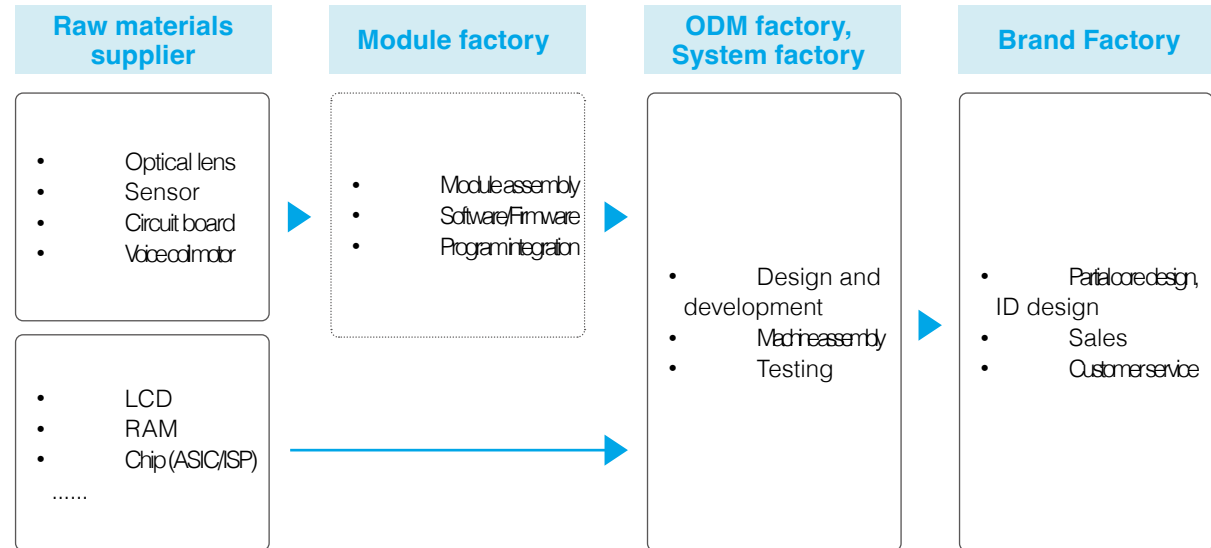 Raw materials
supplier
Module factory
ODM factory,
System factory
Brand Factory
• Optical lens
• Sensor
• Circuit board
• Voice coil motor
• LCD
• RAM
• Chip (ASIC/ISP)
......
• Module assembly
• Software/Firmware
• Program integration
• Design and
development
• Machine assembly
• Testing
• Partial core design,
ID design
• Sales
• Customer service